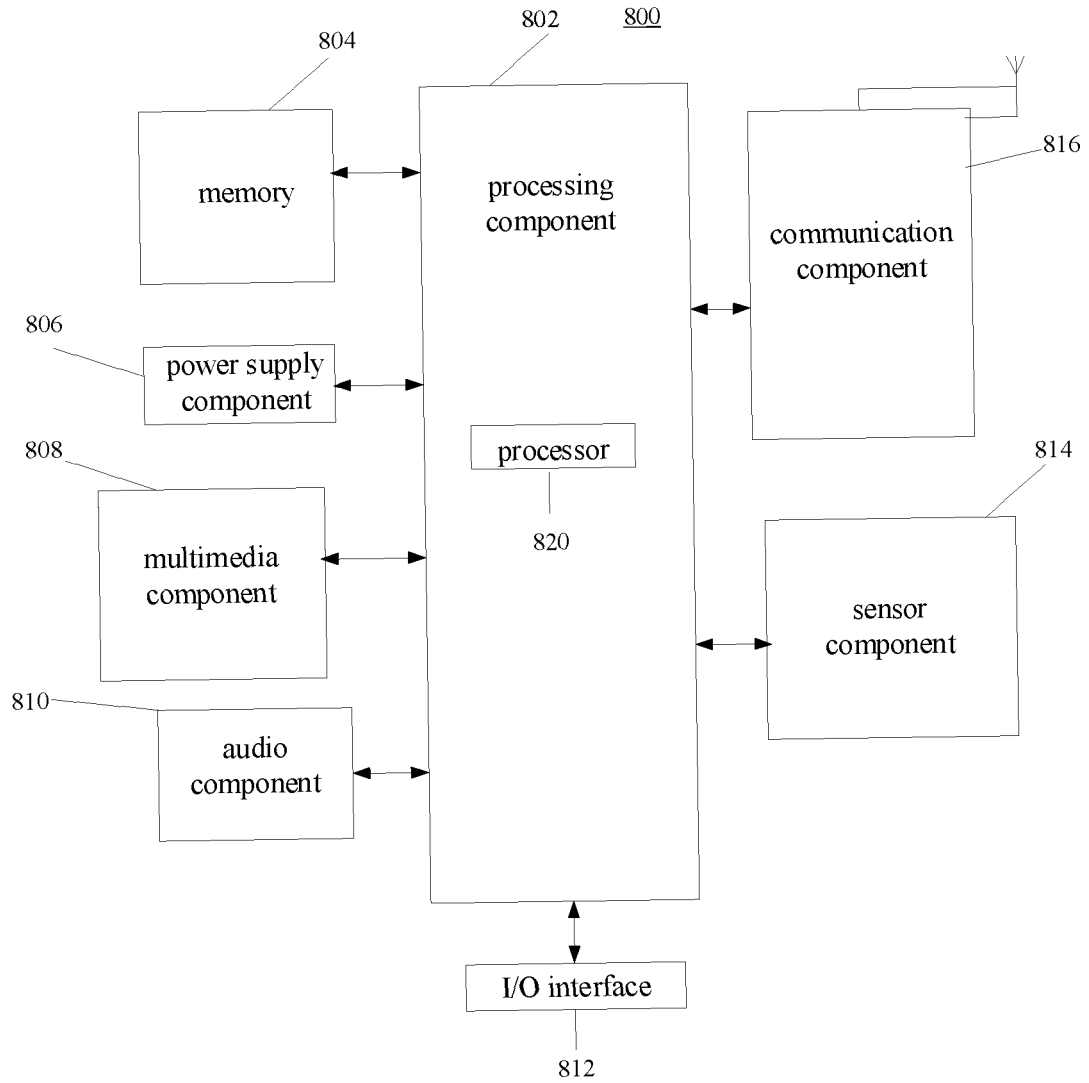 802
800
804
816
memory
processing
component
communication
component
806
power supply
component
808
processor
814
820
multimedia
component
sensor
component
810
audio
component
I/O interface
812